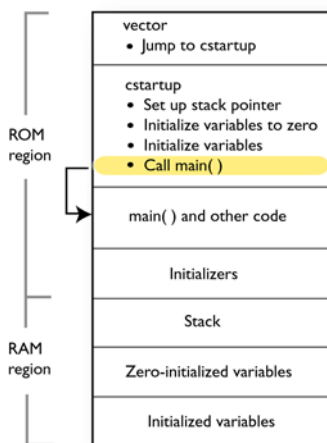 vector
• Jump to cstartup
cstartup
• Set up stack pointer
• Initialize variables to zero
• Initialize variables
• Call main( )
ROM
region
main( ) and other code
Initializers
Stack
RAM
region
Zero-initialized variables
Initialized variables